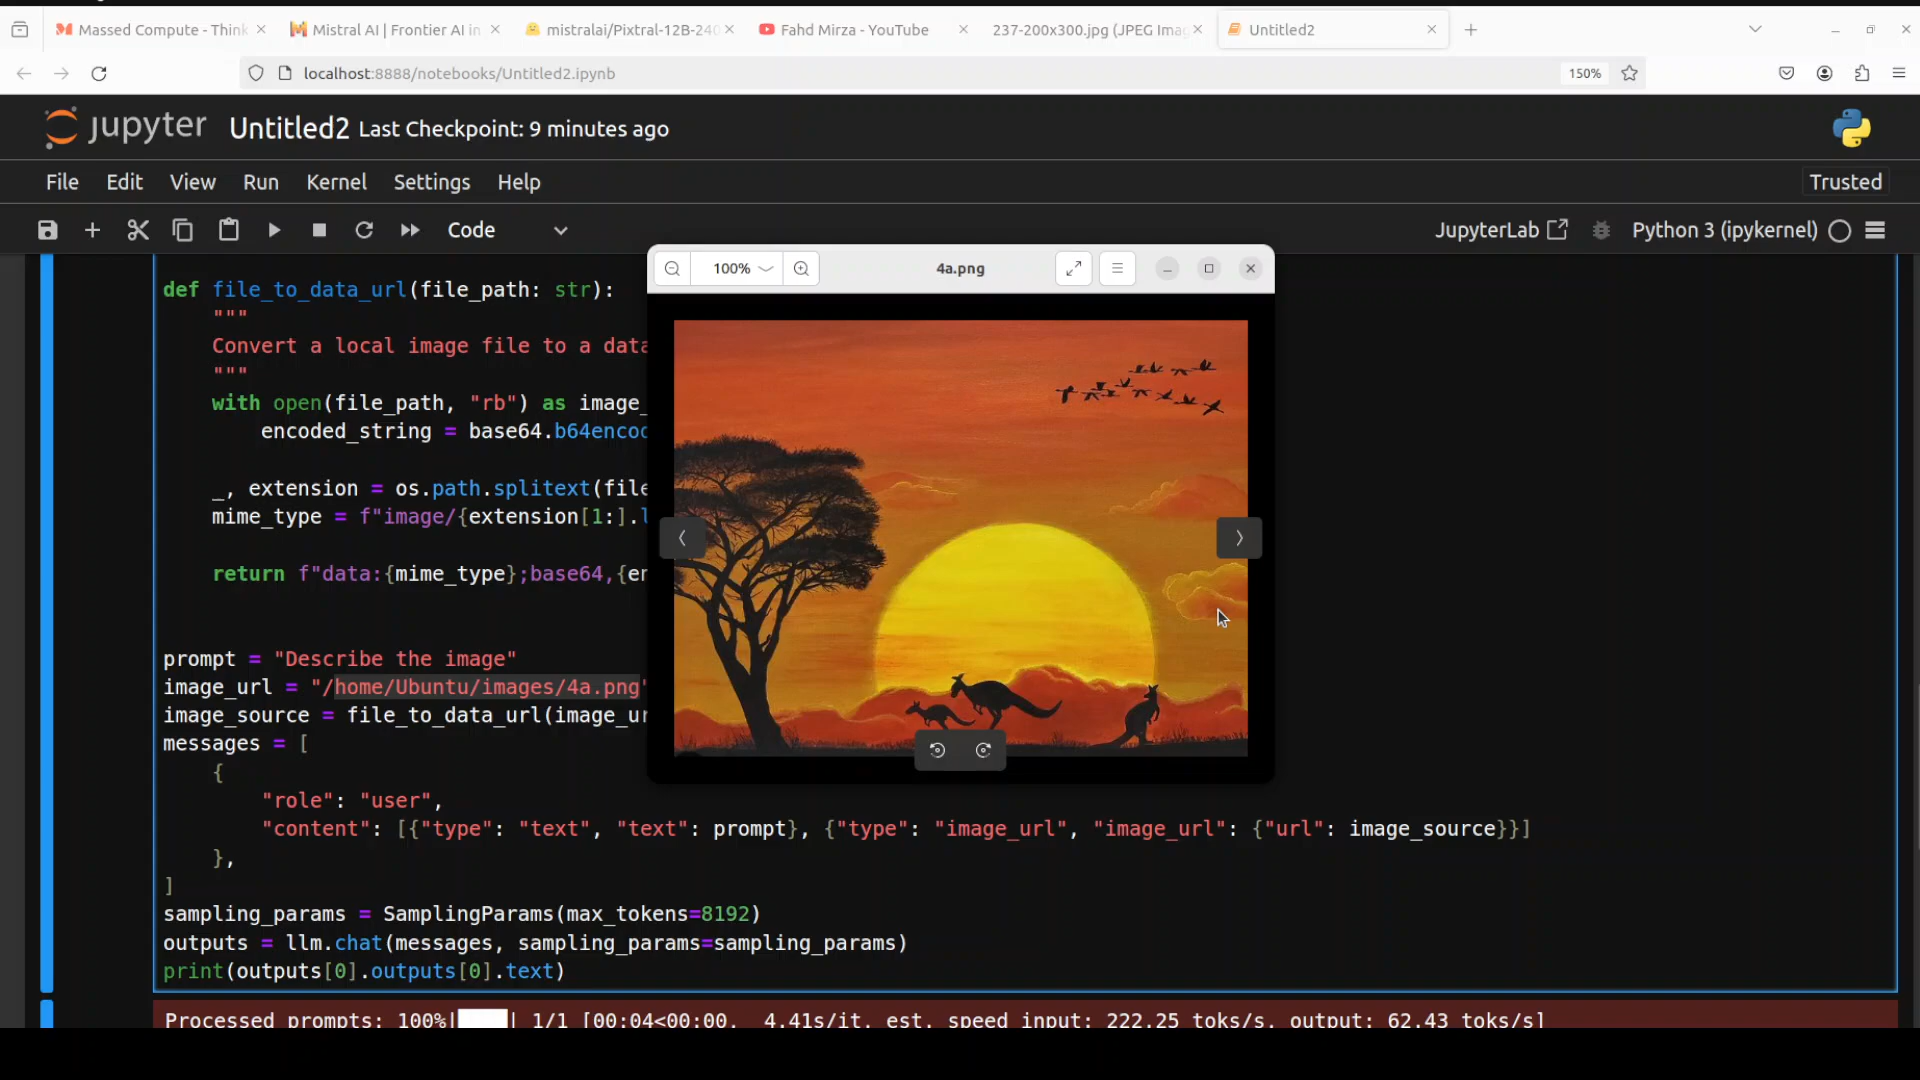 Massed Compute - Think
Mistral AI | Frontier AI in
mistralai/Pixtral-12B-240
Fahd Mirza - YouTube
237-200x300.jpg (JPEG Imag
Untitled2
localhost:8888/notebooks/Untitled2.ipynb
150%
jupyter Untitled2 Last Checkpoint: 9 minutes ago
File Edit View Run Kernel Settings Help
Trusted
Code
JupyterLab
Python 3 (ipykernel)
100%
4a.png
def file_to_data_url(file_path: str):
"""
Convert a local image file to a data
"""
with open(file_path, "rb") as image_
encoded_string = base64.b64encod
_, extension = os.path.splitext(file
mime_type = f"image/{extension[1:].l
return f"data:{mime_type};base64,{en
prompt = "Describe the image"
image_url = "/home/Ubuntu/images/4a.png"
image_source = file_to_data_url(image_ur
messages = [
{
"role": "user",
"content": [{"type": "text", "text": prompt}, {"type": "image_url", "image_url": {"url": image_source}}]
},
]
sampling_params = SamplingParams(max_tokens=8192)
outputs = llm.chat(messages, sampling_params=sampling_params)
print(outputs[0].outputs[0].text)
Processed prompts: 100%|████| 1/1 [00:04<00:00, 4.41s/it, est. speed input: 222.25 toks/s, output: 62.43 toks/s]